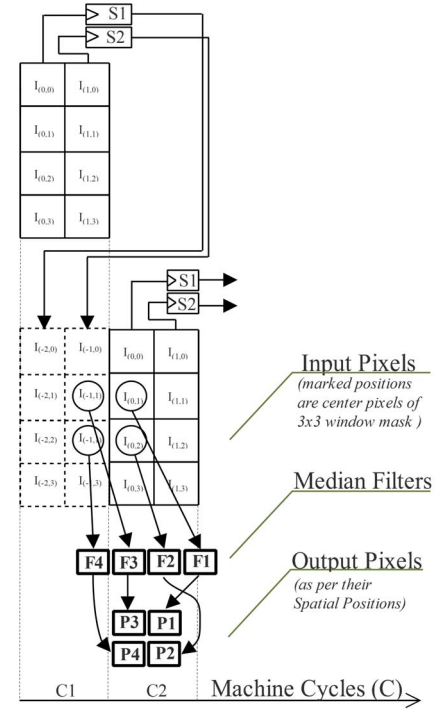 S1
S2
I(0,0) I(1,0)
I(0,1) I(1,1)
I(0,2) I(1,2)
I(0,3) I(1,3)
S1
S2
I(-2,0) I(-1,0) I(0,0) I(1,0)
I(-2,1) I(-1,1) I(0,1) I(1,1)
I(-2,2) I(0,2) I(1,2)
I(-2,3) I(0,3) I(1,3)
Input Pixels
(marked positions
are center pixels of
3x3 window mask )
Median Filters
F4 F3 F2 F1
Output Pixels
(as per their
Spatial Positions)
P3 P1
P4 P2
C1 C2 Machine Cycles (C)